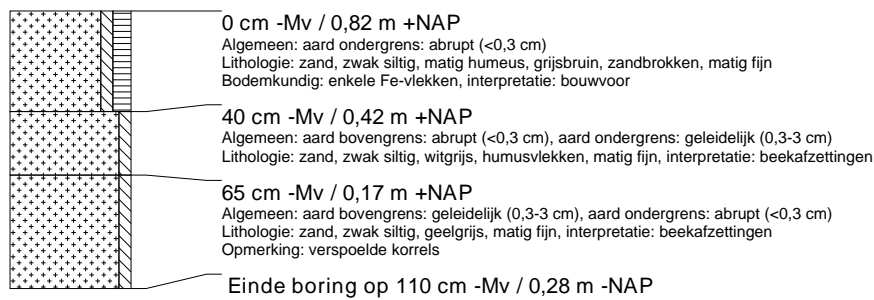 0 cm -Mv / 0,82 m +NAP
Algemeen: aard ondergrens: abrupt (<0,3 cm)
Lithologie: zand, zwak siltig, matig humeus, grijsbruin, zandbrokken, matig fijn
Bodemkundig: enkele Fe-vlekken, interpretatie: bouwvoor
40 cm -Mv / 0,42 m +NAP
Algemeen: aard bovengrens: abrupt (<0,3 cm), aard ondergrens: geleidelijk (0,3-3 cm)
Lithologie: zand, zwak siltig, witgrijs, humusvlekken, matig fijn, interpretatie: beekafzettingen
65 cm -Mv / 0,17 m +NAP
Algemeen: aard bovengrens: geleidelijk (0,3-3 cm), aard ondergrens: abrupt (<0,3 cm)
Lithologie: zand, zwak siltig, geelgrijs, matig fijn, interpretatie: beekafzettingen
Opmerking: verspoelde korrels
Einde boring op 110 cm -Mv / 0,28 m -NAP